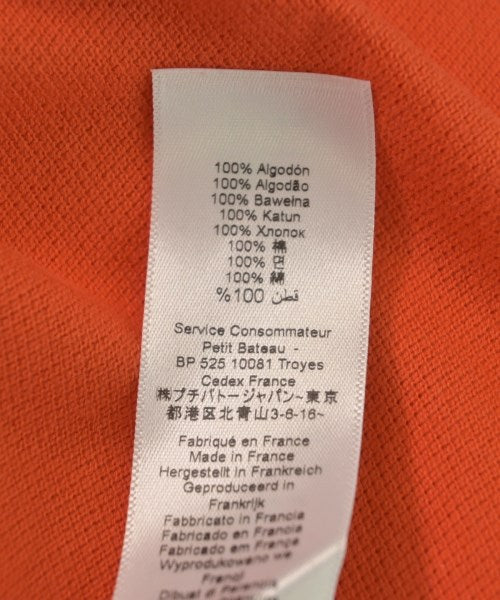 100% Algodón
100% Algodão
100% Bawełna
100% Katun
100% Хлопок
100% 棉
100% 면
100% 綿
%100 قطن
Service Consommateur
Petit Bateau -
BP 525 10081 Troyes
Cedex France
㈱プチバトージャパン~東京
都港区北青山3-6-16~
Fabriqué en France
Made in France
Hergestellt in Frankreich
Geproduceerd in
Frankrijk
Fabbricato in Francia
Fabricado en Francia
Fabricado em França
Wyprodukowano we
Francji
Dibuat di